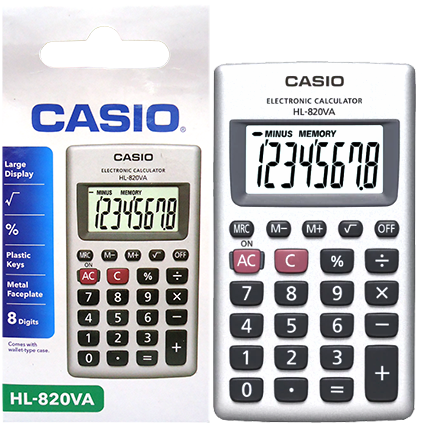 CASIO®
Large
Display
√
%
Plastic
Keys
Metal
Faceplate
8 Digits
Comes with
wallet-type case.
HL-820VA
CASIO
ELECTRONIC CALCULATOR
HL-820VA
MINUS MEMORY
12345678
MRC M− M+ √ OFF
ON
AC C % ÷
7 8 9 ×
4 5 6 −
1 2 3 +
0 · =
CASIO
ELECTRONIC CALCULATOR
HL-820VA
MINUS MEMORY
12345678
MRC M− M+ √ OFF
ON
AC C % ÷
7 8 9 ×
4 5 6 −
1 2 3 +
0 · =